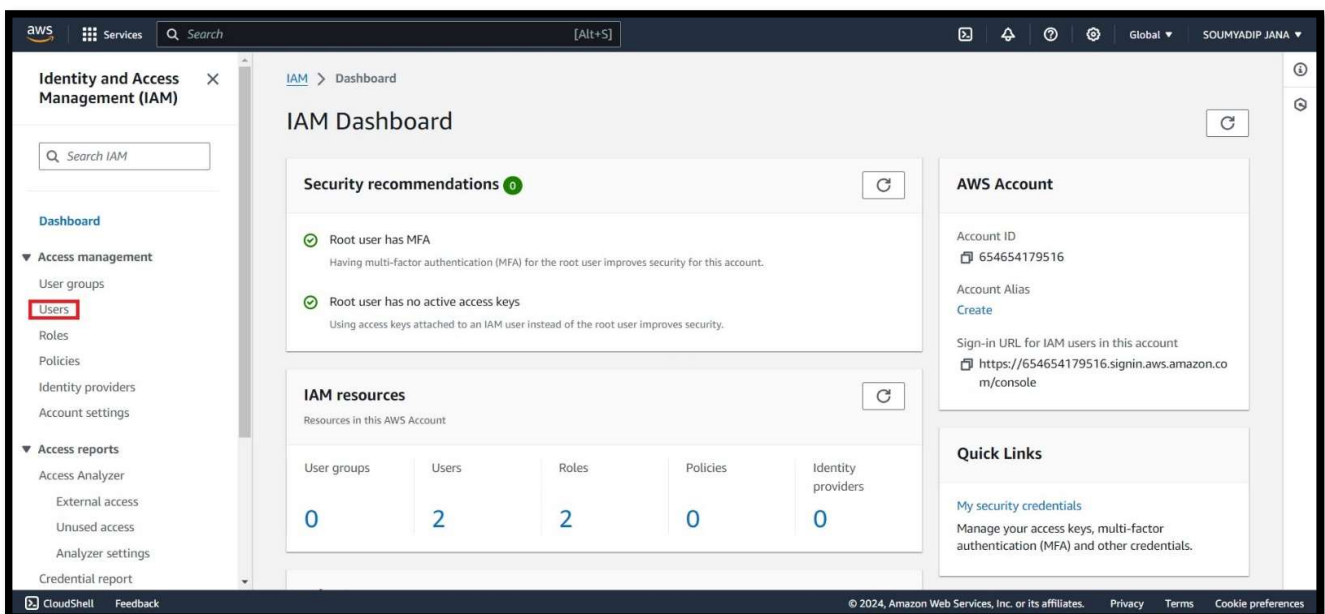 aws
Services
Search
[Alt+S]
Global
SOUMYADIP JANA
Identity and Access
Management (IAM)
Search IAM
Dashboard
Access management
User groups
Users
Roles
Policies
Identity providers
Account settings
Access reports
Access Analyzer
External access
Unused access
Analyzer settings
Credential report
IAM > Dashboard
IAM Dashboard
Security recommendations 0
Root user has MFA
Having multi-factor authentication (MFA) for the root user improves security for this account.
Root user has no active access keys
Using access keys attached to an IAM user instead of the root user improves security.
IAM resources
Resources in this AWS Account
User groups
0
Users
2
Roles
2
Policies
0
Identity
providers
0
AWS Account
Account ID
654654179516
Account Alias
Create
Sign-in URL for IAM users in this account
https://654654179516.signin.aws.amazon.co
m/console
Quick Links
My security credentials
Manage your access keys, multi-factor
authentication (MFA) and other credentials.
CloudShell
Feedback
© 2024, Amazon Web Services, Inc. or its affiliates.
Privacy
Terms
Cookie preferences